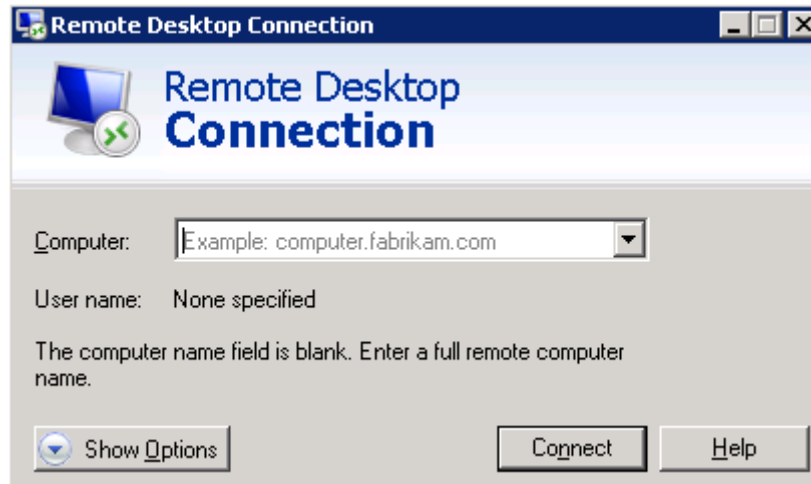 Remote Desktop Connection
Remote Desktop
Connection
Computer: Example: computer.fabrikam.com
User name: None specified
The computer name field is blank. Enter a full remote computer
name.
Show Options Connect Help